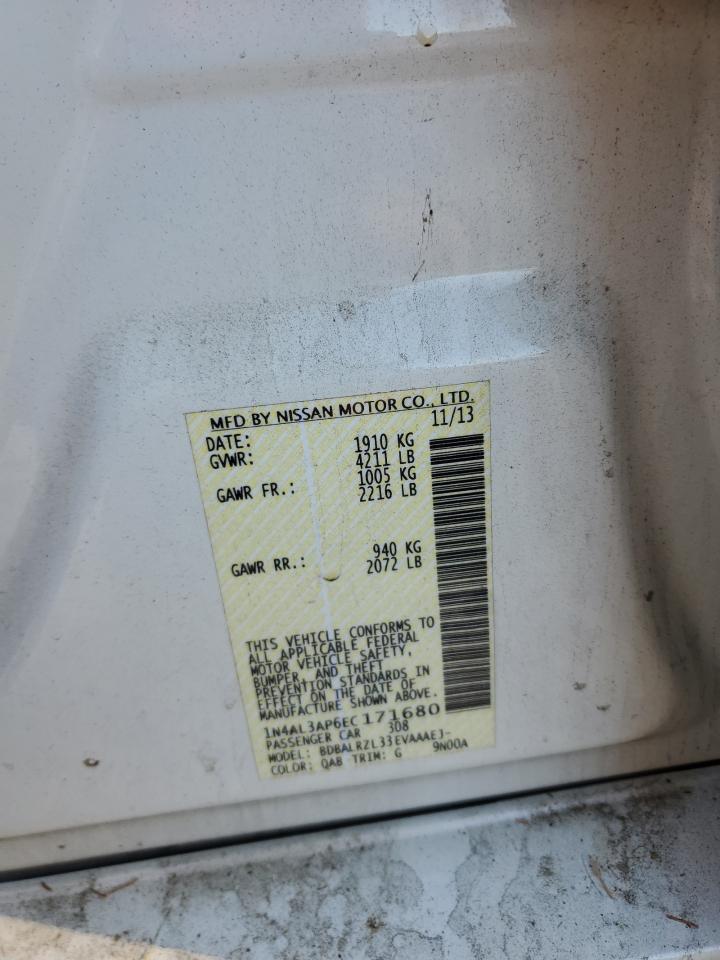 MFD BY NISSAN MOTOR CO., LTD.
DATE: 11/13
GVWR: 1910 KG
4211 LB
GAWR FR.: 1005 KG
2216 LB
GAWR RR.: 940 KG
2072 LB
THIS VEHICLE CONFORMS TO
ALL APPLICABLE FEDERAL
MOTOR VEHICLE SAFETY,
BUMPER, AND THEFT
PREVENTION STANDARDS IN
EFFECT ON THE DATE OF
MANUFACTURE SHOWN ABOVE.
1N4AL3AP6EC171680
PASSENGER CAR 308
MODEL: BDBALRZL33EVAAAEJ-
COLOR: QAB TRIM: G 9N00A